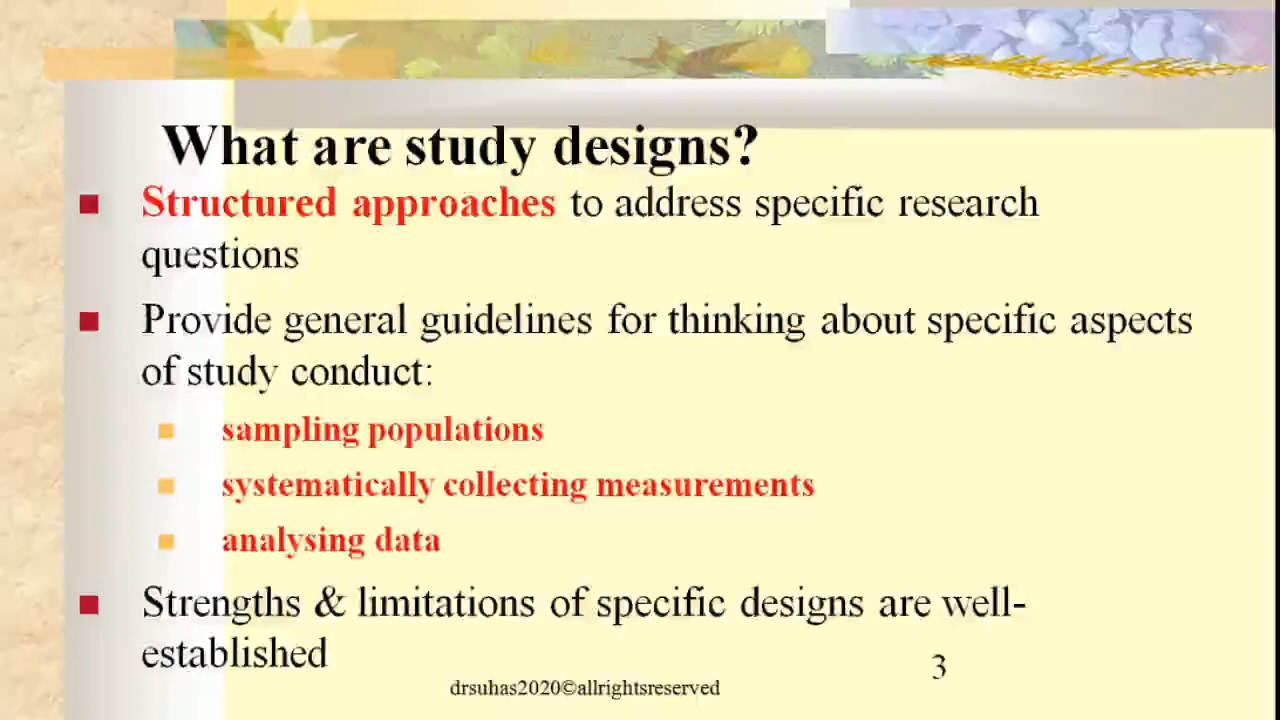 What are study designs?
Structured approaches to address specific research
questions
Provide general guidelines for thinking about specific aspects
of study conduct:
sampling populations
systematically collecting measurements
analysing data
Strengths & limitations of specific designs are well-
established
3
drsuhas2020©allrightsreserved